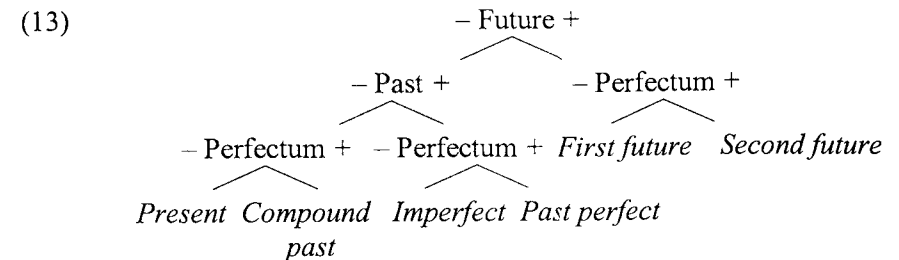 (13) – Future +
– Past + – Perfectum +
– Perfectum + – Perfectum + First future Second future
Present Compound Imperfect Past perfect
past